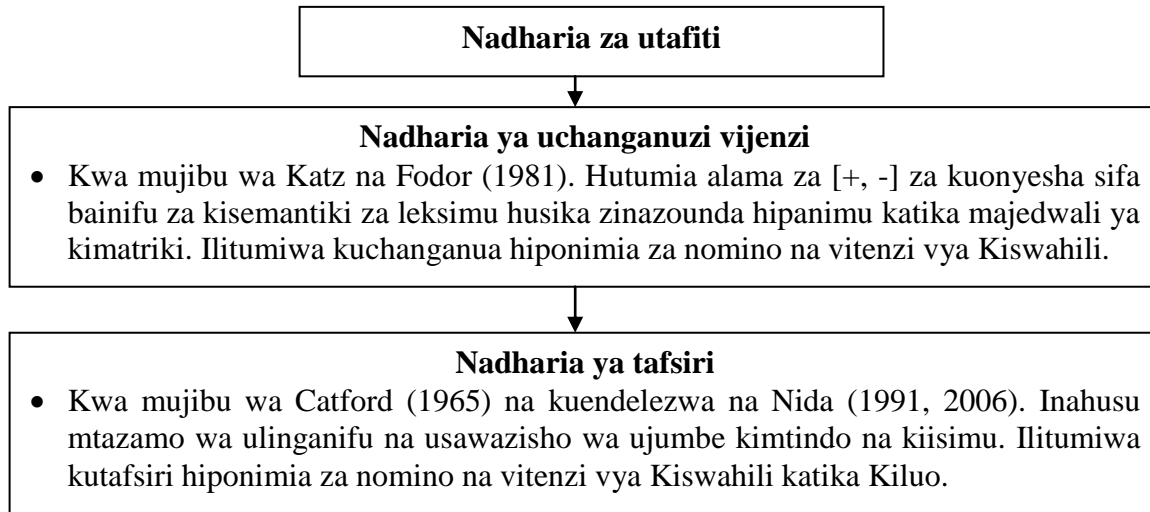 Nadharia za utafiti
Nadharia ya uchanganuzi vijenzi
• Kwa mujibu wa Katz na Fodor (1981). Hutumia alama za [+, -] za kuonyesha sifa
bainifu za kisemantiki za leksimu husika zinazounda hipanimu katika majedwali ya
kimatriki. Ilitumiwa kuchanganua hiponimia za nomino na vitenzi vya Kiswahili.
Nadharia ya tafsiri
• Kwa mujibu wa Catford (1965) na kuendelezwa na Nida (1991, 2006). Inahusu
mtazamo wa ulinganifu na usawazisho wa ujumbe kimtindo na kiisimu. Ilitumiwa
kutafsiri hiponimia za nomino na vitenzi vya Kiswahili katika Kiluo.